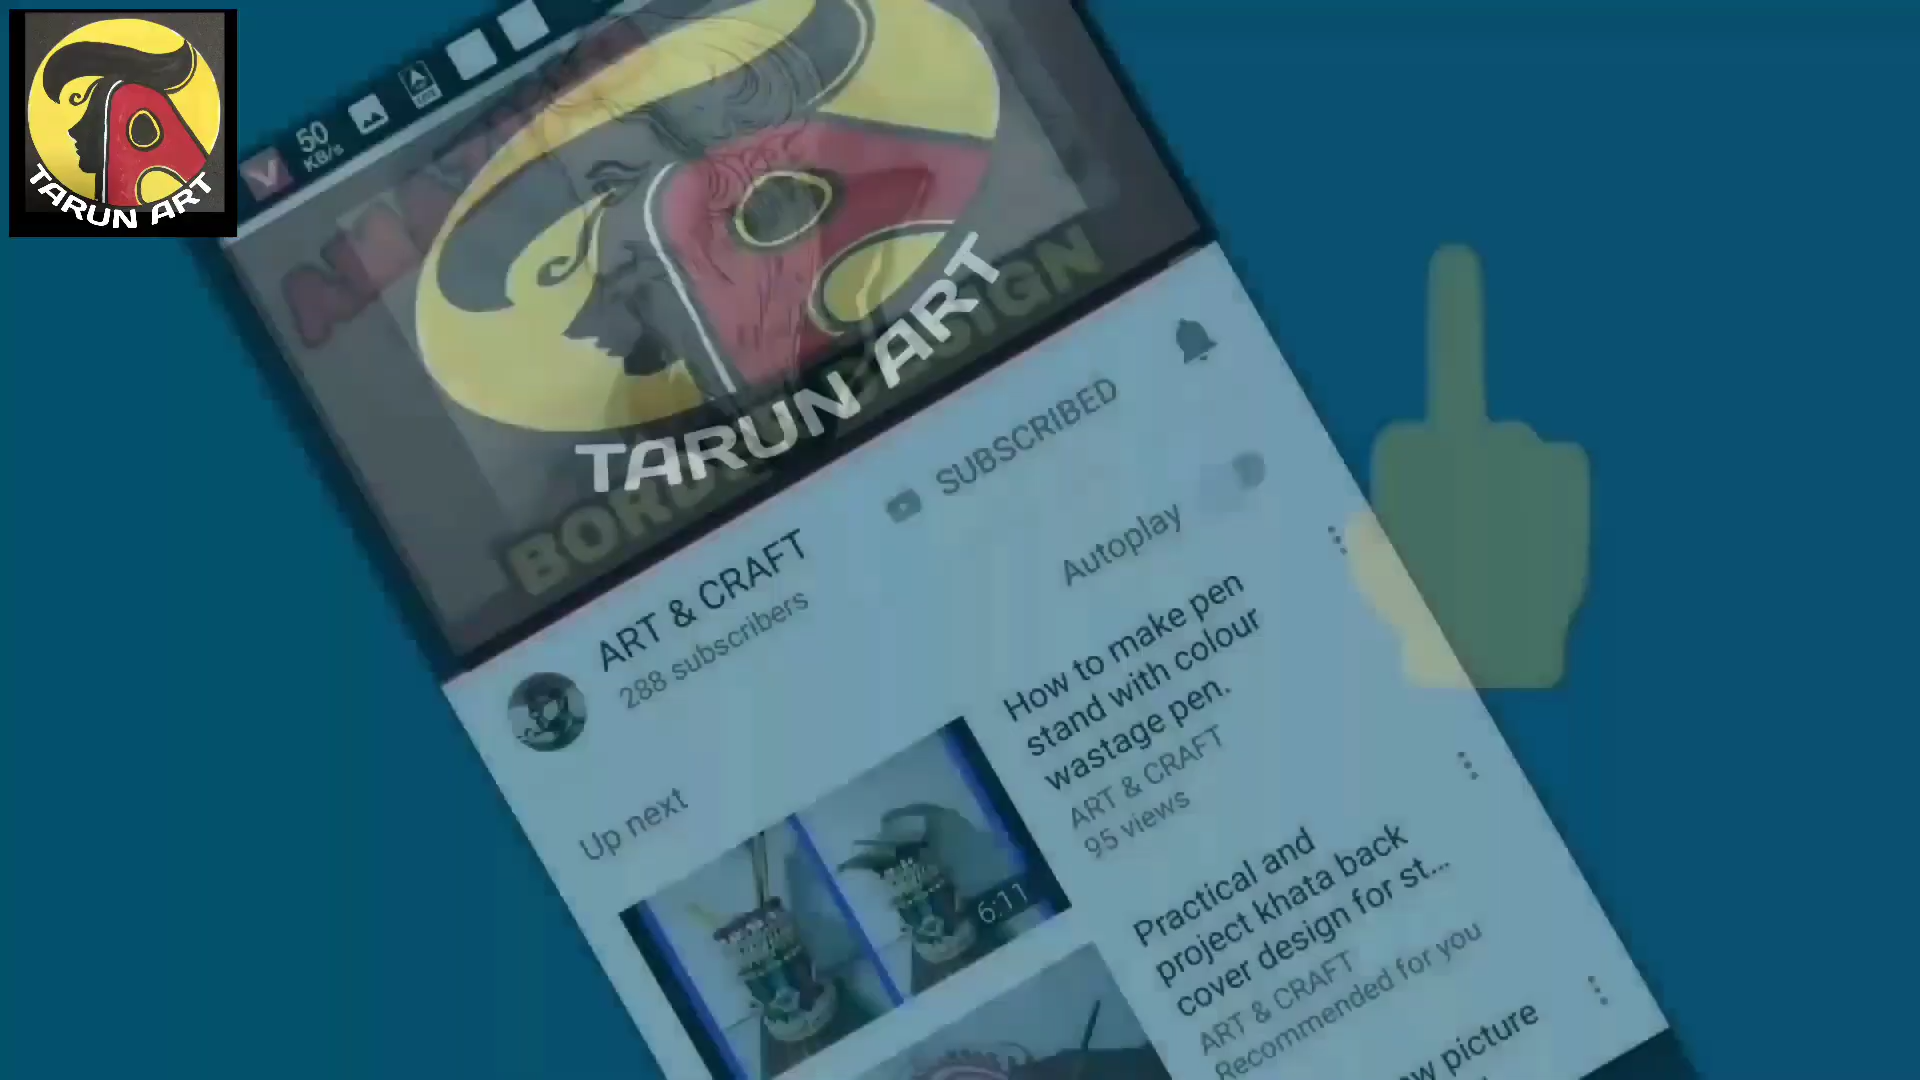 TARUN ART
50
KB/s
TARUN ART
BORDER DESIGN
SUBSCRIBED
ART & CRAFT
288 subscribers
Autoplay
Up next
How to make pen
stand with colour
wastage pen.
ART & CRAFT
95 views
6:11
Practical and
project khata back
cover design for st...
ART & CRAFT
Recommended for you
picture